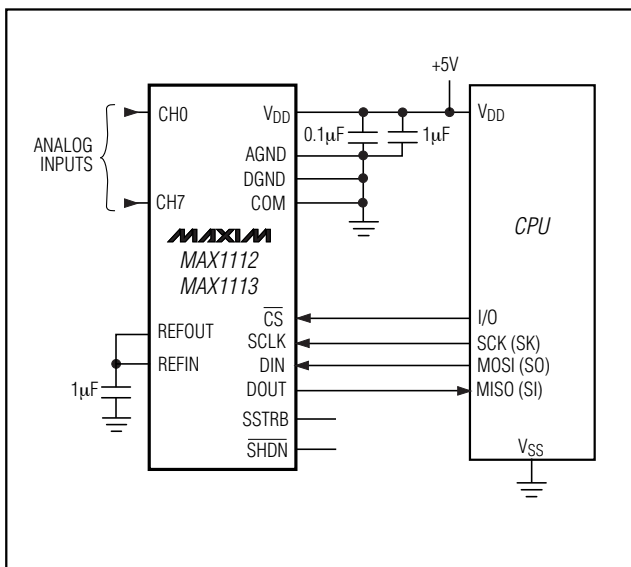 +5V
CH0
VDD
VDD
0.1µF
1µF
ANALOG
INPUTS
AGND
DGND
CH7
COM
CPU
MAXIM
MAX1112
MAX1113
CS
I/O
REFOUT
SCLK
SCK (SK)
REFIN
DIN
MOSI (SO)
1µF
DOUT
MISO (SI)
SSTRB
SHDN
VSS